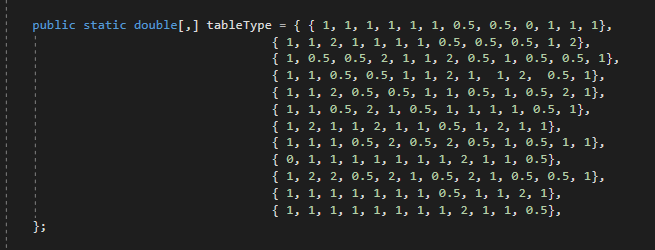 public static double[,] tableType = { { 1, 1, 1, 1, 1, 1, 0.5, 0.5, 0, 1, 1, 1},
{ 1, 1, 2, 1, 1, 1, 1, 0.5, 0.5, 0.5, 1, 2},
{ 1, 0.5, 0.5, 2, 1, 1, 2, 0.5, 1, 0.5, 0.5, 1},
{ 1, 1, 0.5, 0.5, 1, 1, 2, 1, 1, 2, 0.5, 1},
{ 1, 1, 2, 0.5, 0.5, 1, 1, 0.5, 1, 0.5, 2, 1},
{ 1, 1, 0.5, 2, 1, 0.5, 1, 1, 1, 1, 0.5, 1},
{ 1, 2, 1, 1, 2, 1, 1, 0.5, 1, 2, 1, 1},
{ 1, 1, 1, 0.5, 2, 0.5, 2, 0.5, 1, 0.5, 1, 1},
{ 0, 1, 1, 1, 1, 1, 1, 1, 2, 1, 1, 0.5},
{ 1, 2, 2, 0.5, 2, 1, 0.5, 2, 1, 0.5, 0.5, 1},
{ 1, 1, 1, 1, 1, 1, 1, 0.5, 1, 1, 2, 1},
{ 1, 1, 1, 1, 1, 1, 1, 1, 2, 1, 1, 0.5},
};